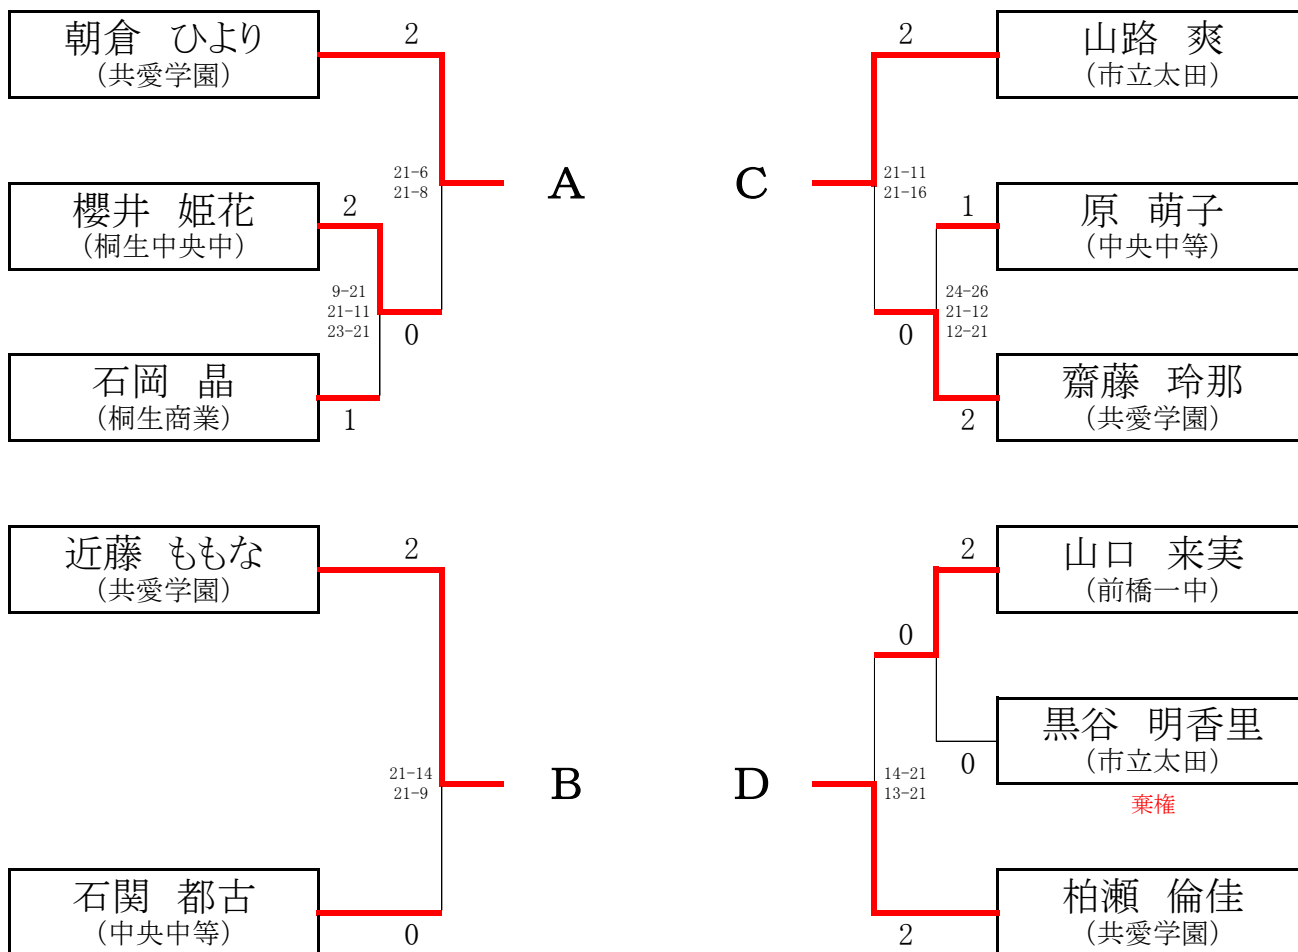 朝倉 ひより
（共愛学園）
2
21-6
21-8
A
櫻井 姫花
（桐生中央中）
2
9-21
21-11
23-21
0
石岡 晶
（桐生商業）
1
近藤 ももな
（共愛学園）
2
21-14
21-9
B
石関 都古
（中央中等）
0
2
山路 爽
（市立太田）
C
21-11
21-16
1
原 萌子
（中央中等）
24-26
21-12
12-21
0
齋藤 玲那
（共愛学園）
2
2
山口 来実
（前橋一中）
0
黒谷 明香里
（市立太田）
0
棄権
D
14-21
13-21
柏瀬 倫佳
（共愛学園）
2